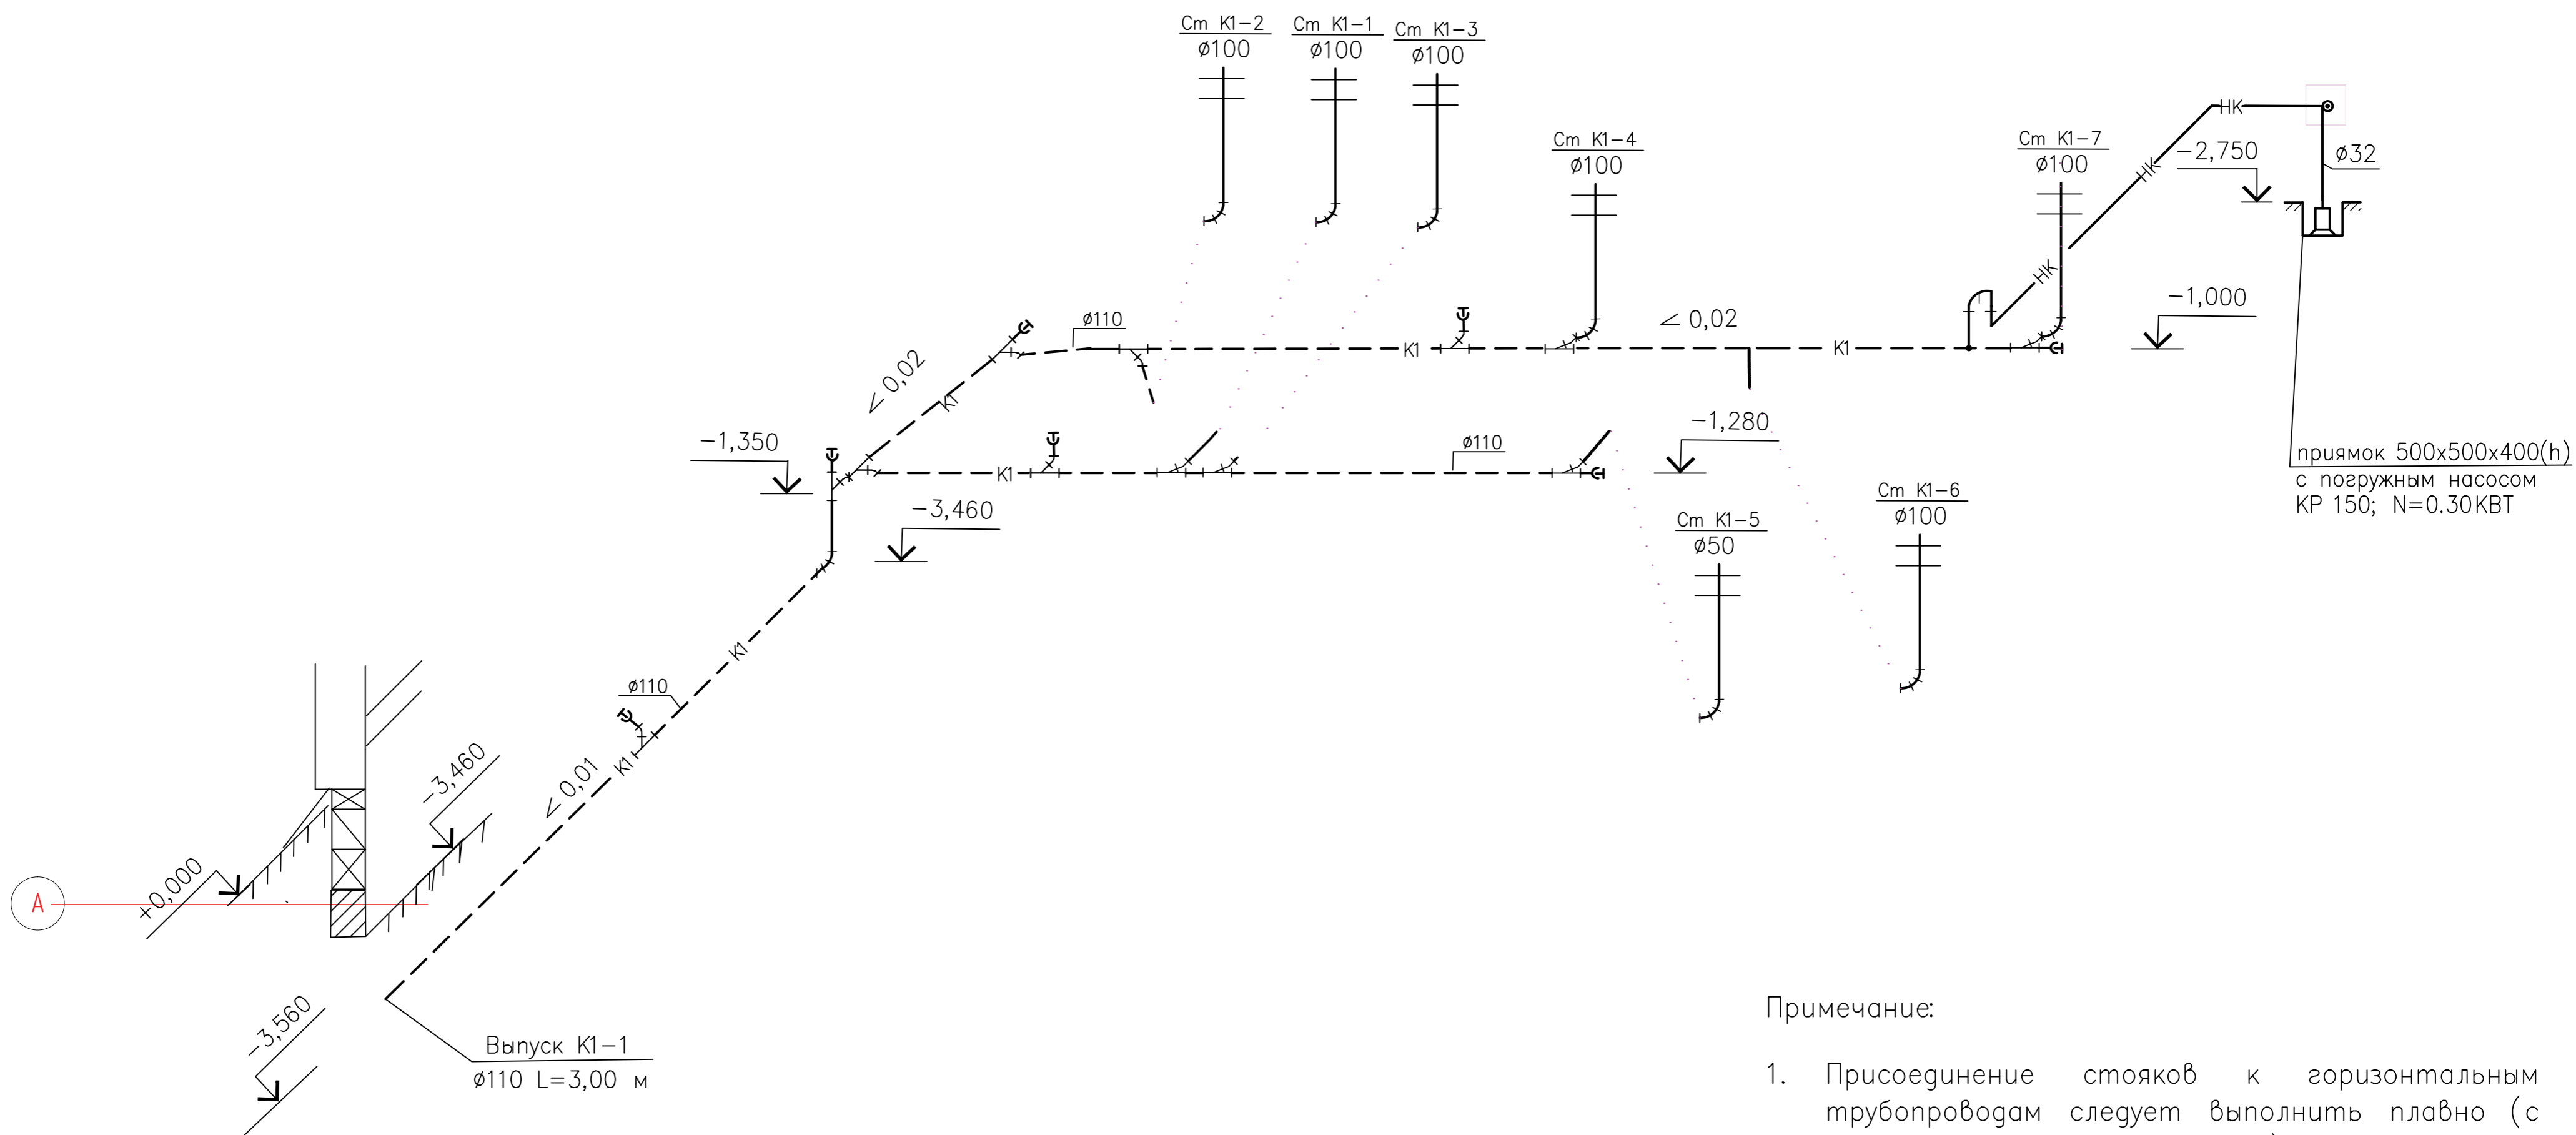 Ст К1-2
ø100
Ст К1-1
ø100
Ст К1-3
ø100
Ст К1-4
ø100
Ст К1-7
ø100
НК
НК
НК
-2,750
ø32
-1,000
< 0,02
ø110
К1
К1
< 0,02
К1
-1,350
К1
ø110
-1,280
-3,460
приямок 500х500х400(h)
с погружным насосом
КР 150; N=0.30КВТ
Ст К1-5
ø50
Ст К1-6
ø100
К1
ø110
К1
< 0,01
-3,460
+0,000
А
-3,560
Выпуск К1-1
ø110 L=3,00 м
Примечание:
1. Присоединение стояков к горизонтальным
трубопроводам следует выполнить плавно (с